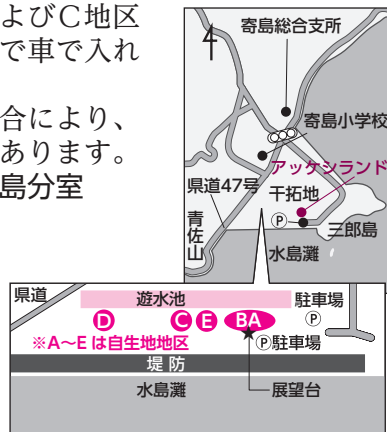 よびC地区
で車で入れ
合により、
あります。
島分室
寄島総合支所
寄島小学校
アッケシランド
県道47号
干拓地
Ⓟ
青佐山
三郎島
水島灘
県道
遊水池
駐車場
Ⓟ
D
C
E
BA
※A～E は自生地地区
Ⓟ駐車場
堤 防
水島灘
展望台